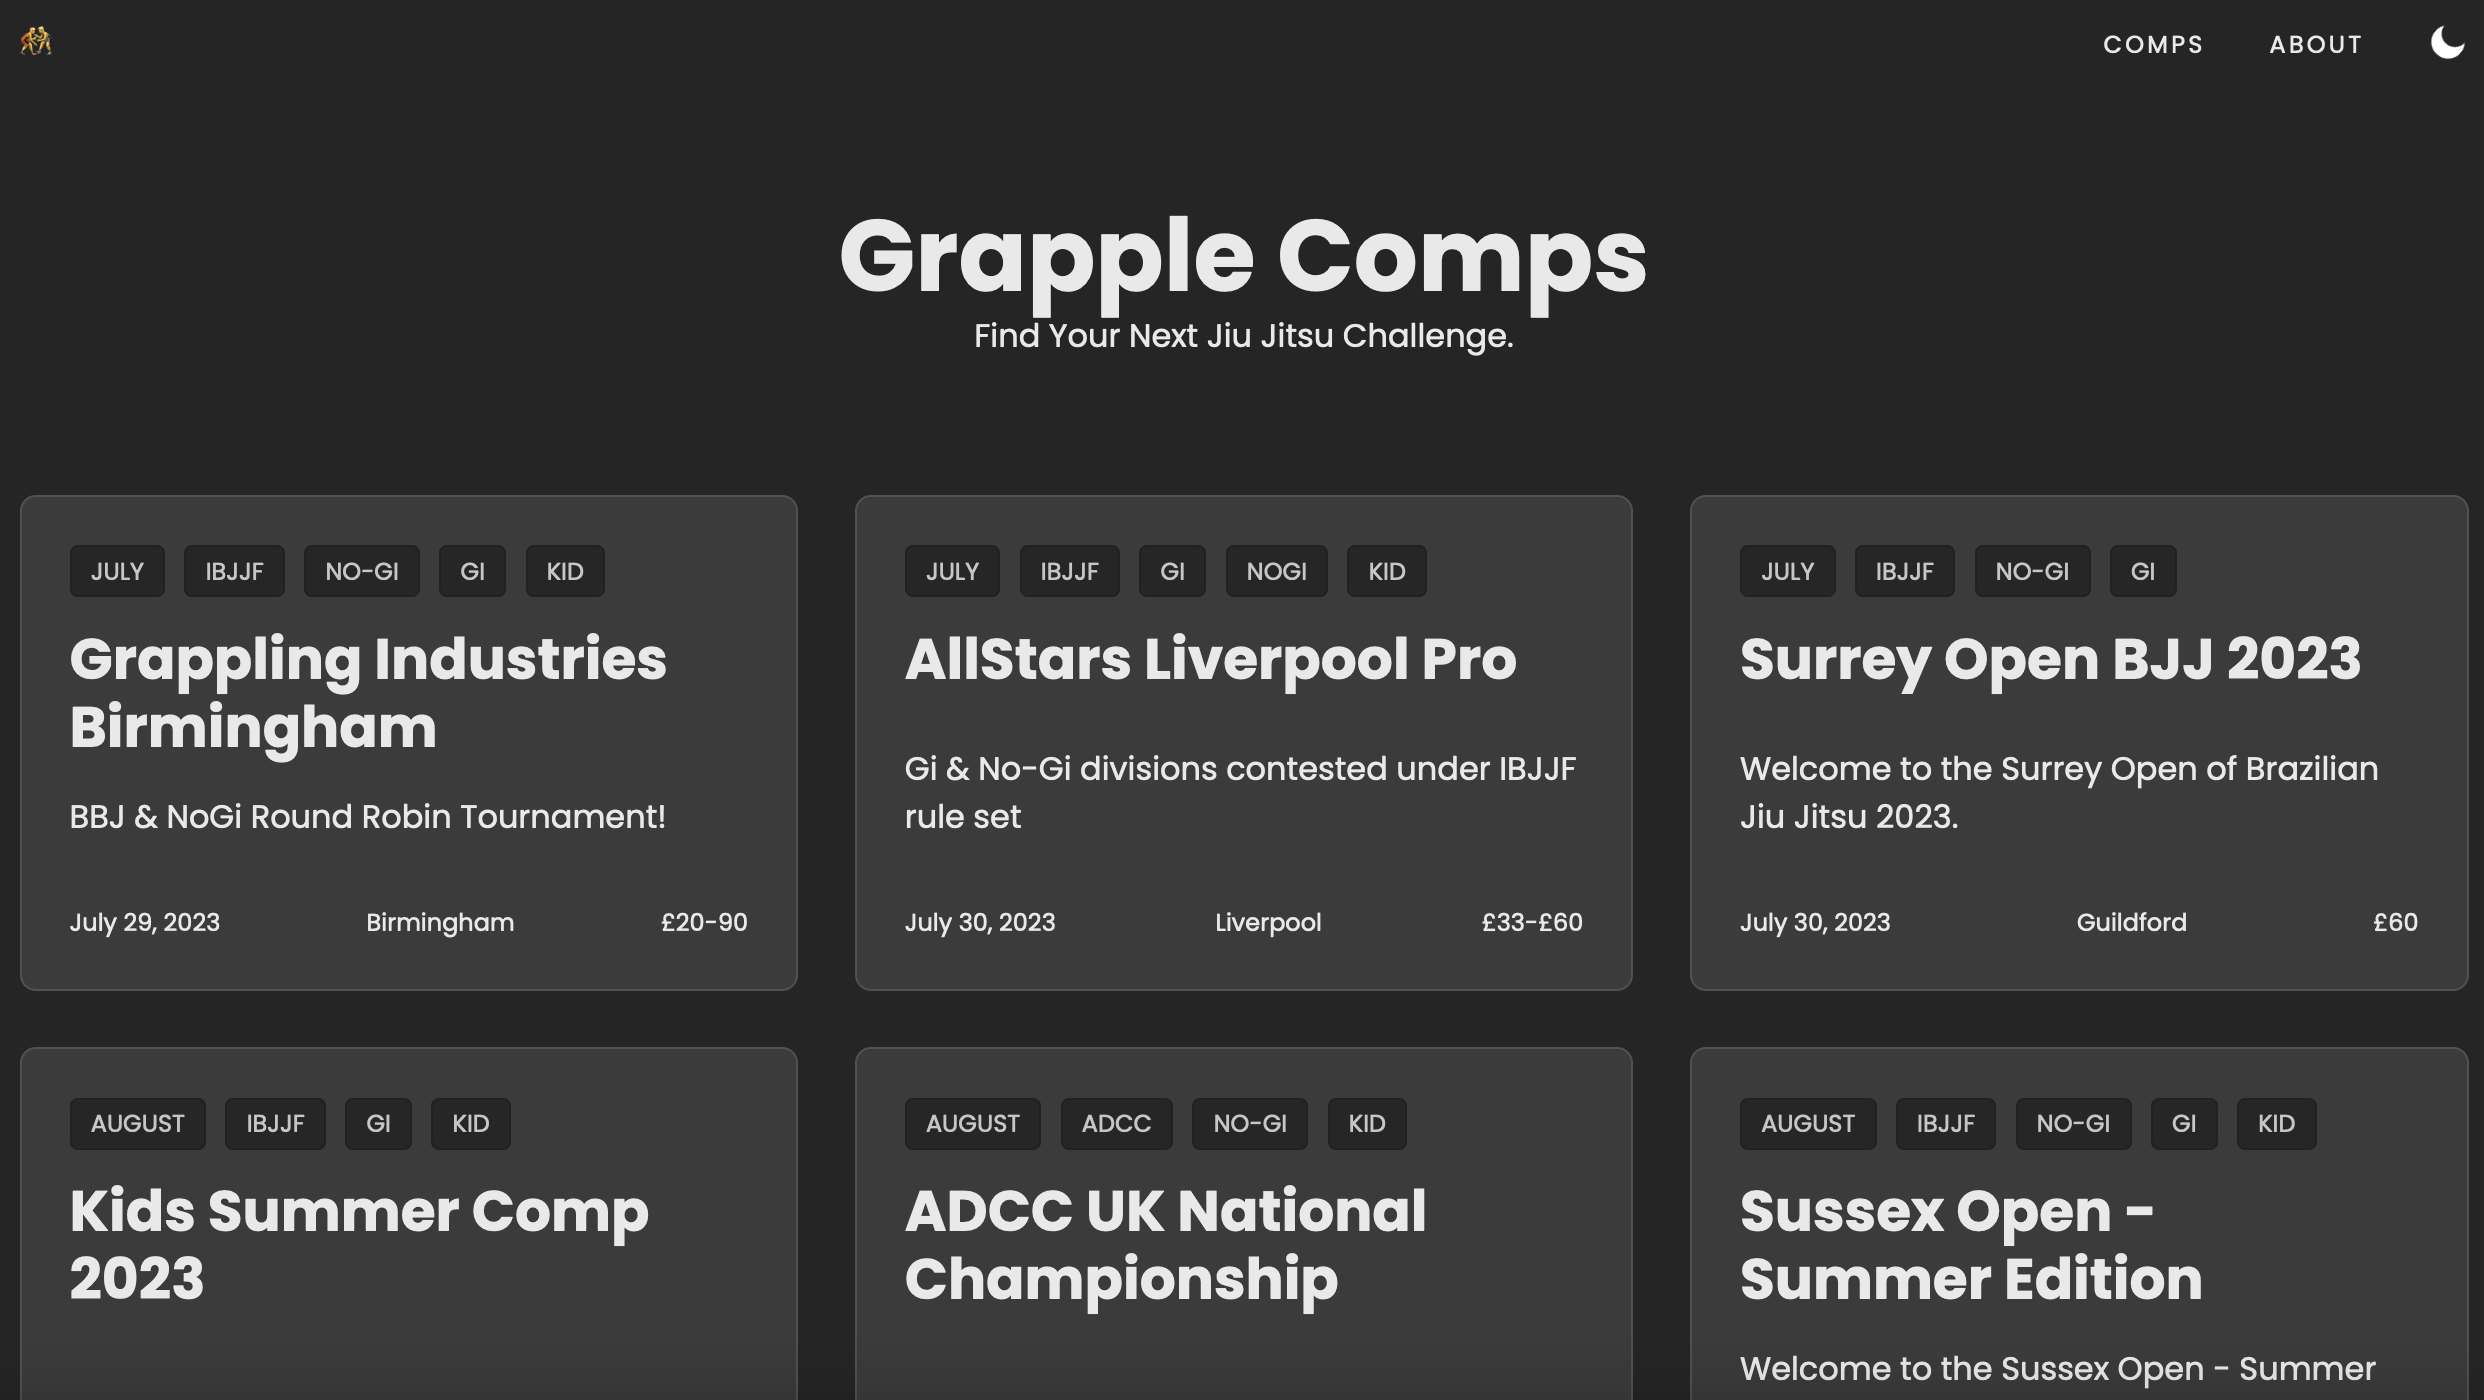 COMPS ABOUT
Grapple Comps
Find Your Next Jiu Jitsu Challenge.
JULY IBJJF NO-GI GI KID
Grappling Industries
Birmingham
BBJ & NoGi Round Robin Tournament!
July 29, 2023 Birmingham £20-90
JULY IBJJF GI NOGI KID
AllStars Liverpool Pro
Gi & No-Gi divisions contested under IBJJF
rule set
July 30, 2023 Liverpool £33-£60
JULY IBJJF NO-GI GI
Surrey Open BJJ 2023
Welcome to the Surrey Open of Brazilian
Jiu Jitsu 2023.
July 30, 2023 Guildford £60
AUGUST IBJJF GI KID
Kids Summer Comp
2023
AUGUST ADCC NO-GI KID
ADCC UK National
Championship
AUGUST IBJJF NO-GI GI KID
Sussex Open -
Summer Edition
Welcome to the Sussex Open - Summer